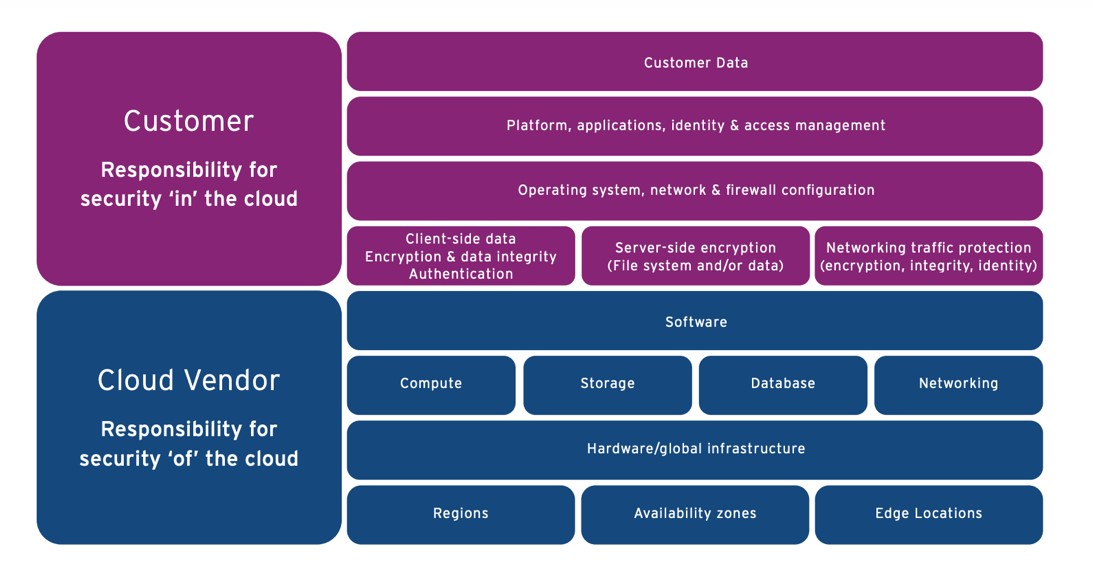 Customer
Responsibility for
security ‘in’ the cloud
Customer Data
Platform, applications, identity & access management
Operating system, network & firewall configuration
Client-side data
Encryption & data integrity
Authentication
Server-side encryption
(File system and/or data)
Networking traffic protection
(encryption, integrity, identity)
Cloud Vendor
Responsibility for
security ‘of’ the cloud
Software
Compute
Storage
Database
Networking
Hardware/global infrastructure
Regions
Availability zones
Edge Locations